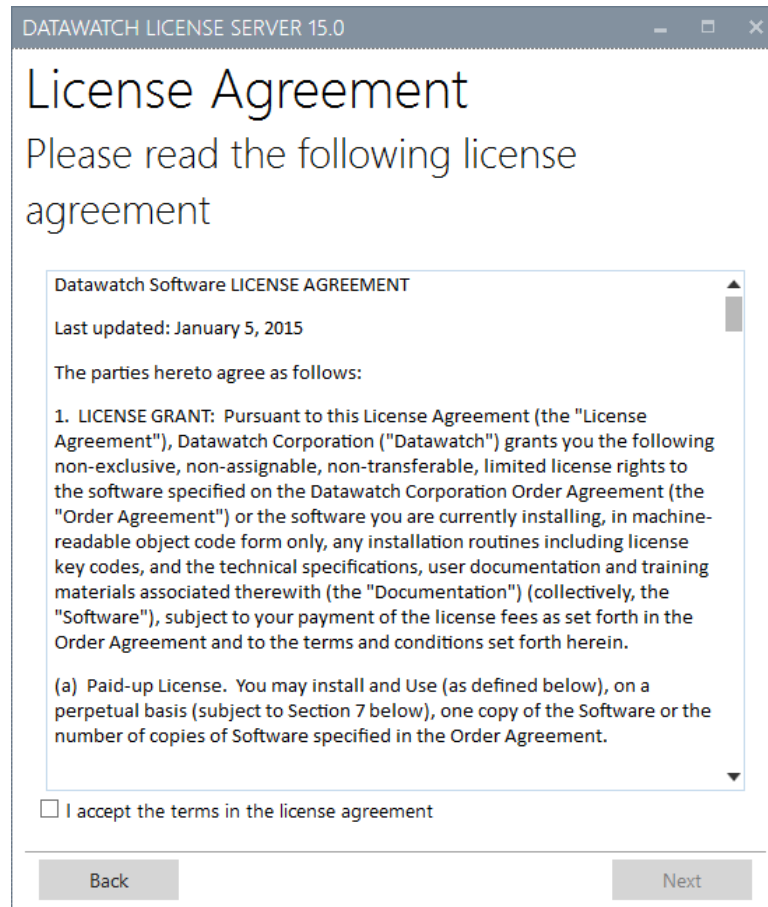 DATAWATCH LICENSE SERVER 15.0
License Agreement
Please read the following license
agreement
Datawatch Software LICENSE AGREEMENT
Last updated: January 5, 2015
The parties hereto agree as follows:
1.  LICENSE GRANT:  Pursuant to this License Agreement (the "License
Agreement"), Datawatch Corporation ("Datawatch") grants you the following
non-exclusive, non-assignable, non-transferable, limited license rights to
the software specified on the Datawatch Corporation Order Agreement (the
"Order Agreement") or the software you are currently installing, in machine-
readable object code form only, any installation routines including license
key codes, and the technical specifications, user documentation and training
materials associated therewith (the "Documentation") (collectively, the
"Software"), subject to your payment of the license fees as set forth in the
Order Agreement and to the terms and conditions set forth herein.
(a)  Paid-up License.  You may install and Use (as defined below), on a
perpetual basis (subject to Section 7 below), one copy of the Software or the
number of copies of Software specified in the Order Agreement.
I accept the terms in the license agreement
Back
Next